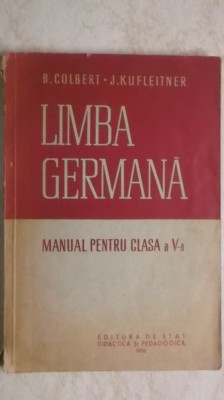 B. COLBERT - J. KUFLEITNER
LIMBA
GERMANĂ
MANUAL PENTRU CLASA a V-a
EDITURA DE STAT
DIDACTICĂ ȘI PEDAGOGICĂ